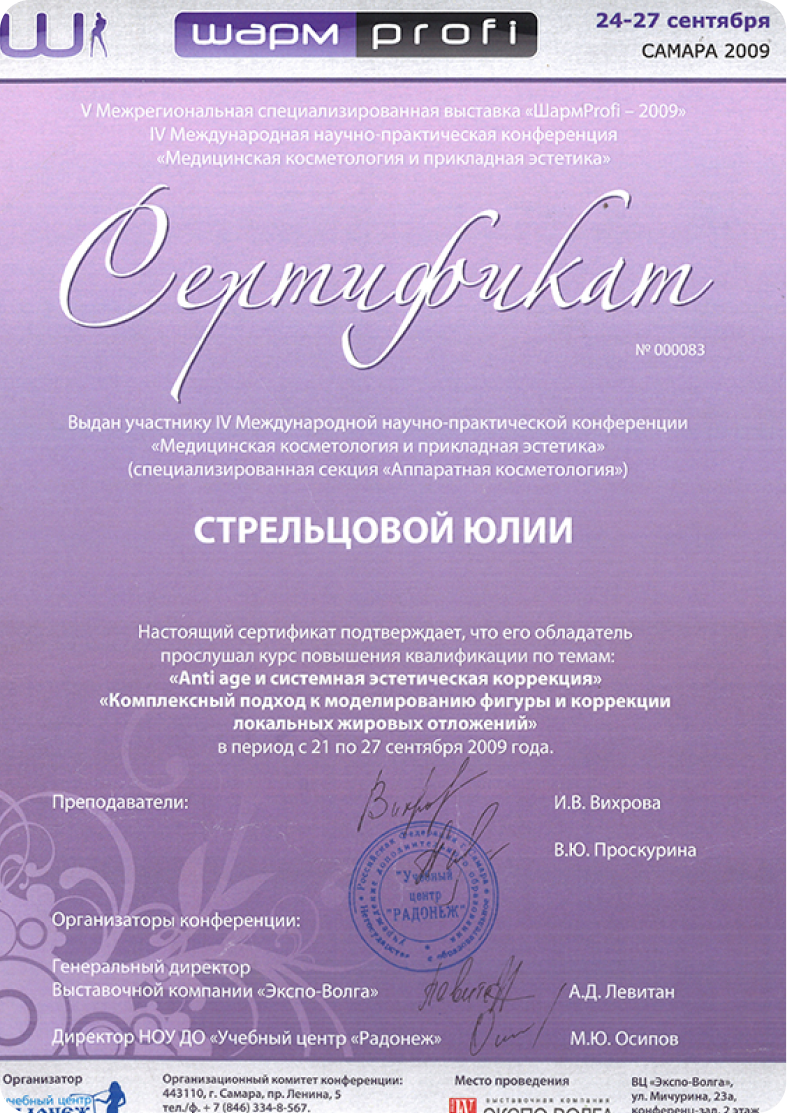 Ш
шарм profi
24-27 сентября
САМАРА 2009
V Межрегиональная специализированная выставка «ШармProfi – 2009»
IV Международная научно-практическая конференция
«Медицинская косметология и прикладная эстетика»
Сертификат
№ 000083
Выдан участнику IV Международной научно-практической конференции
«Медицинская косметология и прикладная эстетика»
(специализированная секция «Аппаратная косметология»)
СТРЕЛЬЦОВОЙ ЮЛИИ
Настоящий сертификат подтверждает, что его обладатель
прослушал курс повышения квалификации по темам:
«Anti age и системная эстетическая коррекция»
«Комплексный подход к моделированию фигуры и коррекции
локальных жировых отложений»
в период с 21 по 27 сентября 2009 года.
Преподаватели:
И.В. Вихрова
В.Ю. Проскурина
"Учебный
центр
"РАДОНЕЖ"
Организаторы конференции:
Генеральный директор
Выставочной компании «Экспо-Волга»
А.Д. Левитан
Директор НОУ ДО «Учебный центр «Радонеж»
М.Ю. Осипов
Организатор
Организационный комитет конференции:
443110, г. Самара, пр. Ленина, 5
тел./ф. + 7 (846) 334-8-567.
Место проведения
выставочная компания
ЭКСПО-ВОЛГА
ВЦ «Экспо-Волга»,
ул. Мичурина, 23а,
конференц-зал, 2 этаж